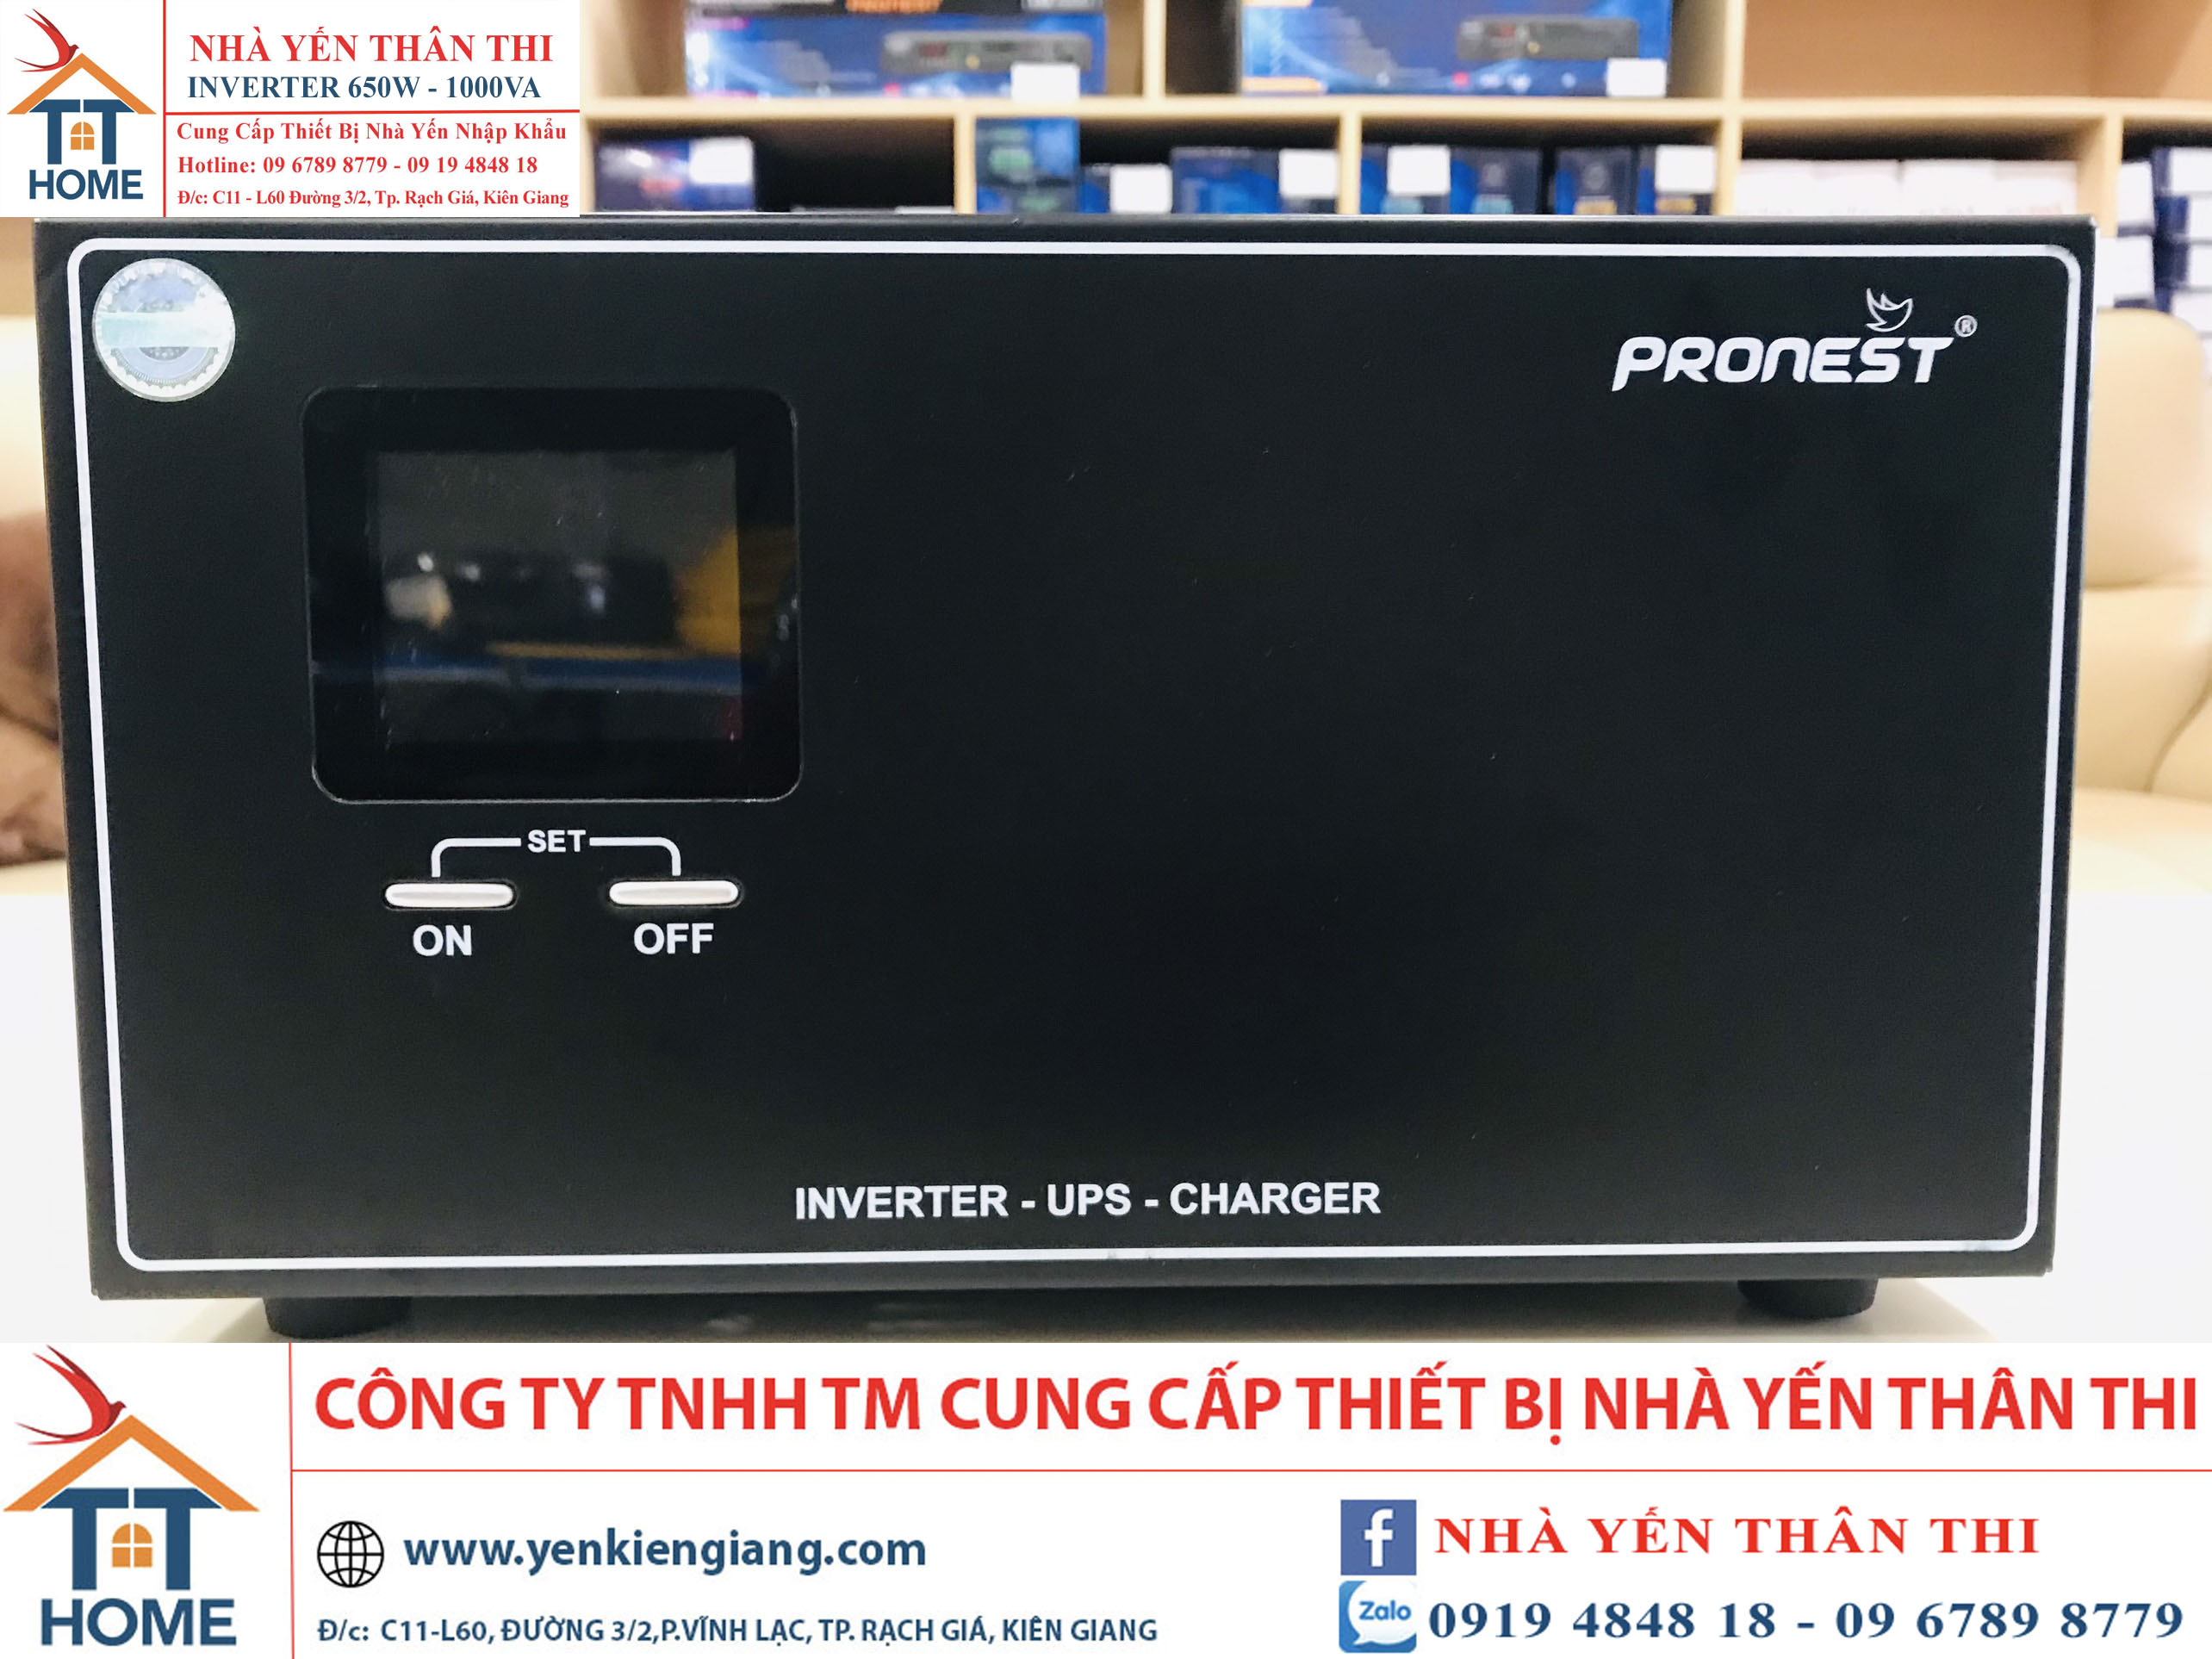 NHÀ YẾN THÂN THI
INVERTER 650W - 1000VA
Cung Cấp Thiết Bị Nhà Yến Nhập Khẩu
Hotline: 09 6789 8779 - 09 19 4848 18
Đ/c: C11 - L60 Đường 3/2, Tp. Rạch Giá, Kiên Giang
TT
HOME
PRONEST
PRONEST®
SET
ON
OFF
INVERTER - UPS - CHARGER
CÔNG TY TNHH TM CUNG CẤP THIẾT BỊ NHÀ YẾN THÂN THI
TT
HOME
www.yenkiengiang.com
f NHÀ YẾN THÂN THI
Đ/c: C11-L60, ĐƯỜNG 3/2,P.VĨNH LẠC, TP. RẠCH GIÁ, KIÊN GIANG
Zalo 0919 4848 18 - 09 6789 8779